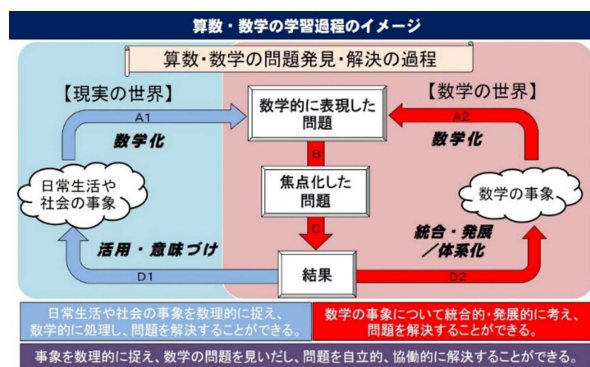 算数・数学の学習過程のイメージ
算数・数学の問題発見・解決の過程
【現実の世界】
【数学の世界】
A1
数学化
数学的に表現した
問題
A2
数学化
B
日常生活や
社会の事象
焦点化した
問題
数学の事象
C
活用・意味づけ
D1
結果
統合・発展
／体系化
D2
日常生活や社会の事象を数理的に捉え、
数学的に処理し、問題を解決することができる。
数学の事象について統合的・発展的に考え、
問題を解決することができる。
事象を数理的に捉え、数学の問題を見いだし、問題を自立的、協働的に解決することができる。